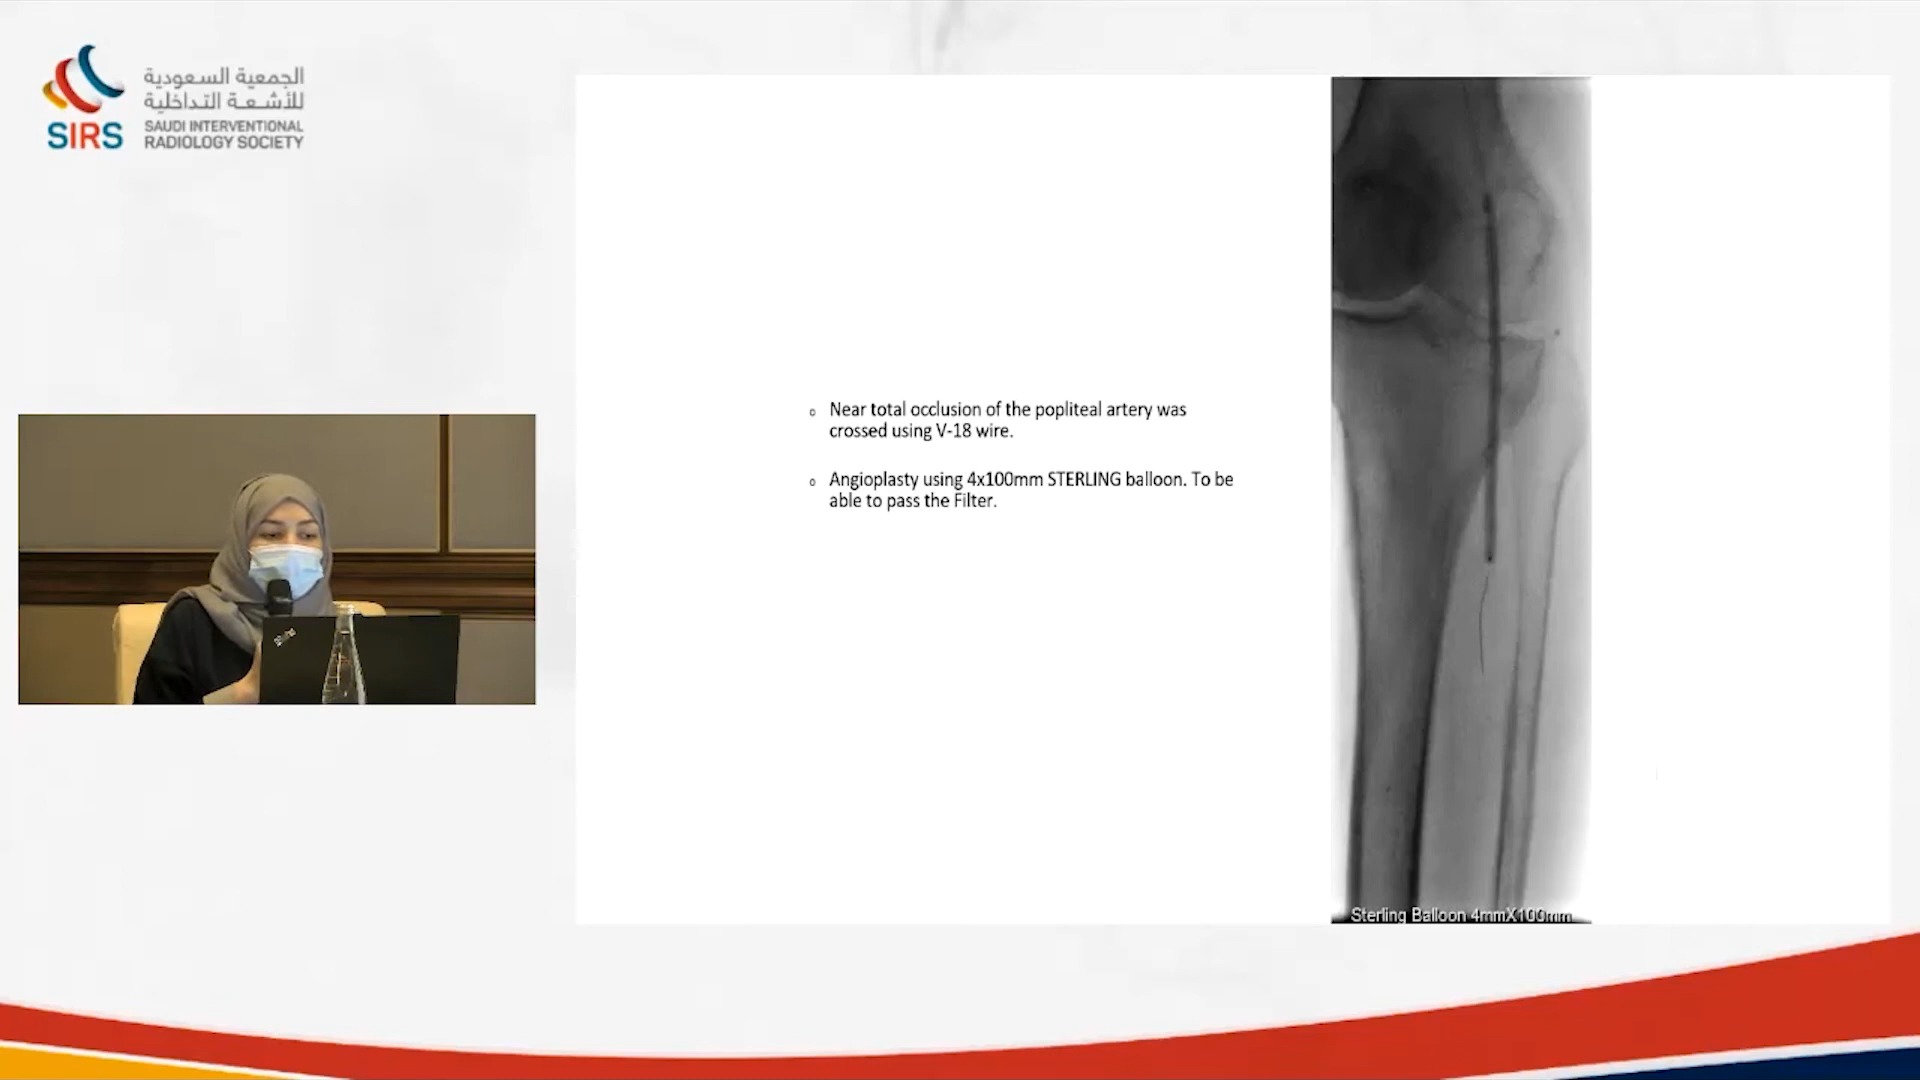 الجمعية السعودية
للأشعة التداخلية
SIRS
SAUDI INTERVENTIONAL
RADIOLOGY SOCIETY
Near total occlusion of the popliteal artery was
crossed using V-18 wire.
Angioplasty using 4x100mm STERLING balloon. To be
able to pass the Filter.
Sterling Balloon 4mmX100mm